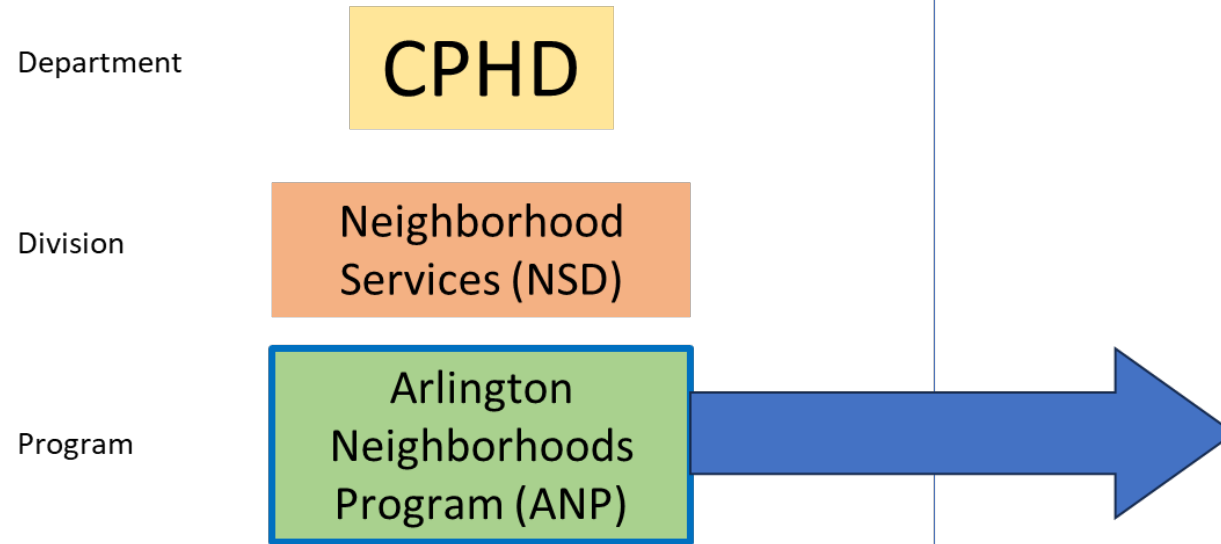 Department
CPHD
Division
Neighborhood
Services (NSD)
Program
Arlington
Neighborhoods
Program (ANP)